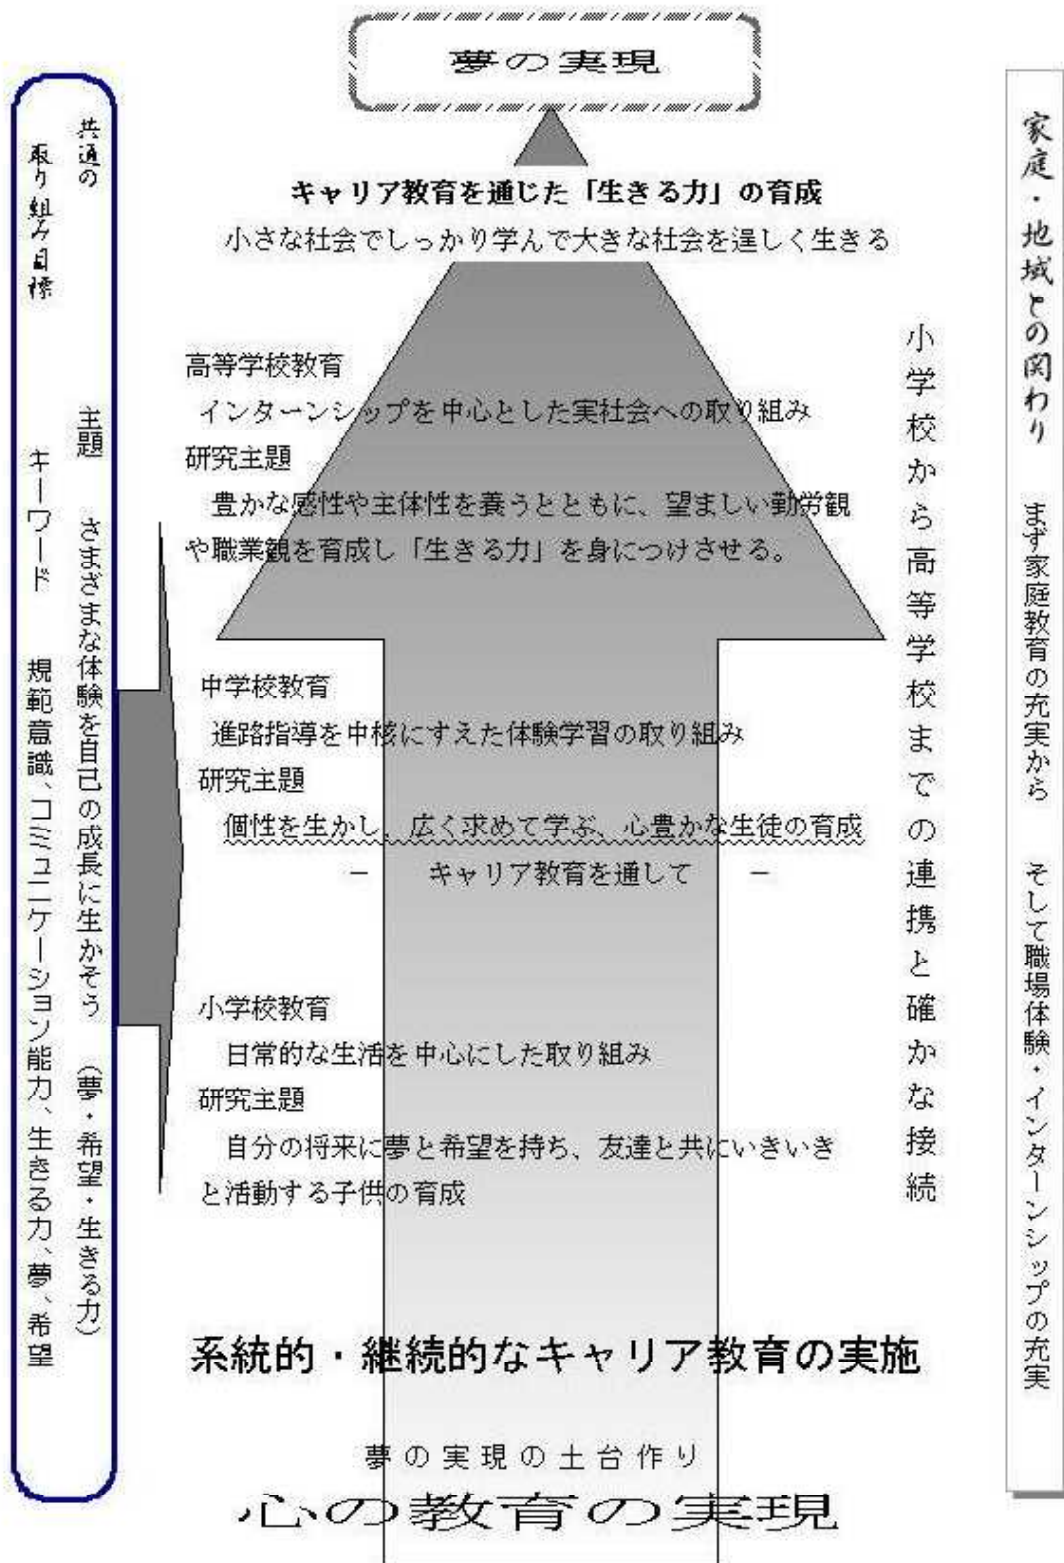 夢の実現
キャリア教育を通じた「生きる力」の育成
小さな社会でしっかり学んで大きな社会を逞しく生きる
高等学校教育
インターンシップを中心とした実社会への取り組み
研究主題
豊かな感性や主体性を養うとともに、望ましい勤労観
や職業観を育成し「生きる力」を身につけさせる。
中学校教育
進路指導を中核にすえた体験学習の取り組み
研究主題
個性を生かし、広く求めて学ぶ、心豊かな生徒の育成
－ キャリア教育を通して －
小学校教育
日常的な生活を中心にした取り組み
研究主題
自分の将来に夢と希望を持ち、友達と共にいきいき
と活動する子供の育成
系統的・継続的なキャリア教育の実施
夢の実現の土台作り
心の教育の実現
家庭・地域との関わり まず家庭教育の充実から そして職場体験・インターンシップの充実
小学校から高等学校までの連携と確かな接続
共通の
取り組み目標
主題 さまざまな体験を自己の成長に生かそう （夢・希望・生きる力）
キーワード 規範意識、コミュニケーション能力、生きる力、夢、希望